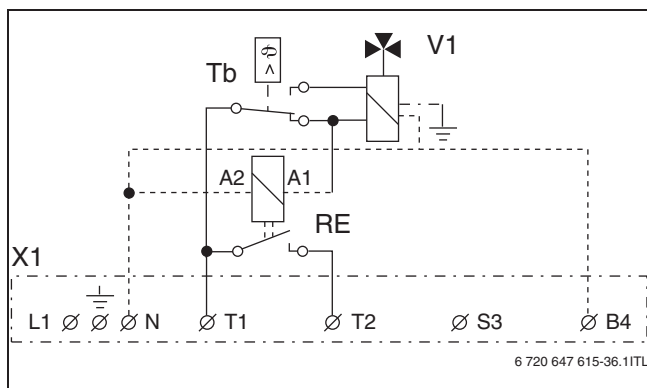 V1
Tb
ϑ <
A2 A1
RE
X1
L1 N T1 T2 S3 B4
6 720 647 615-36.1ITL